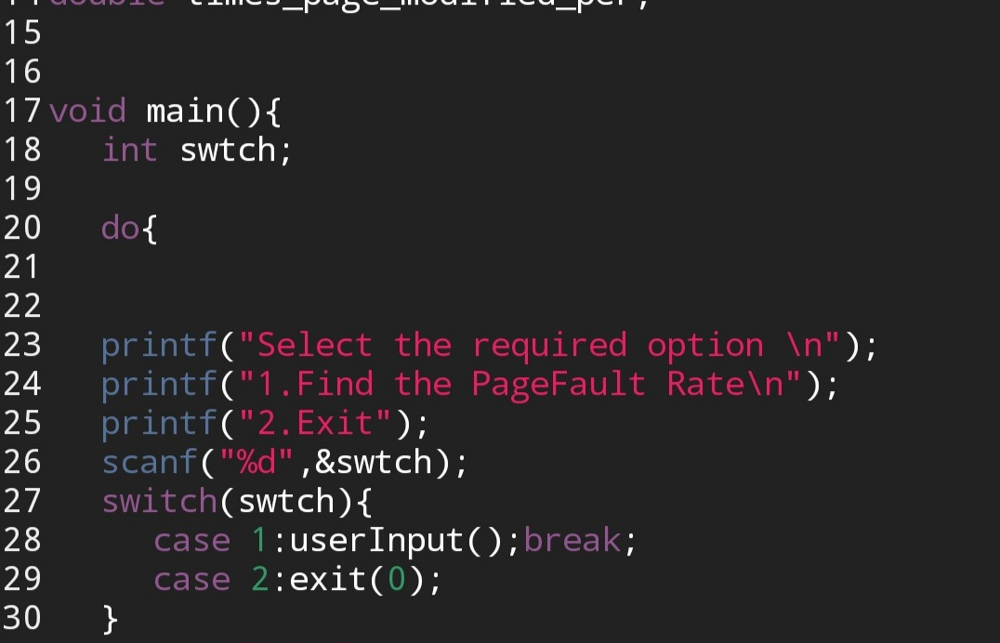 14 double times_page_modified_per;
15
16
17 void main(){
18 int swtch;
19
20 do{
21
22
23 printf("Select the required option \n");
24 printf("1.Find the PageFault Rate\n");
25 printf("2.Exit");
26 scanf("%d",&swtch);
27 switch(swtch){
28 case 1:userInput();break;
29 case 2:exit(0);
30 }